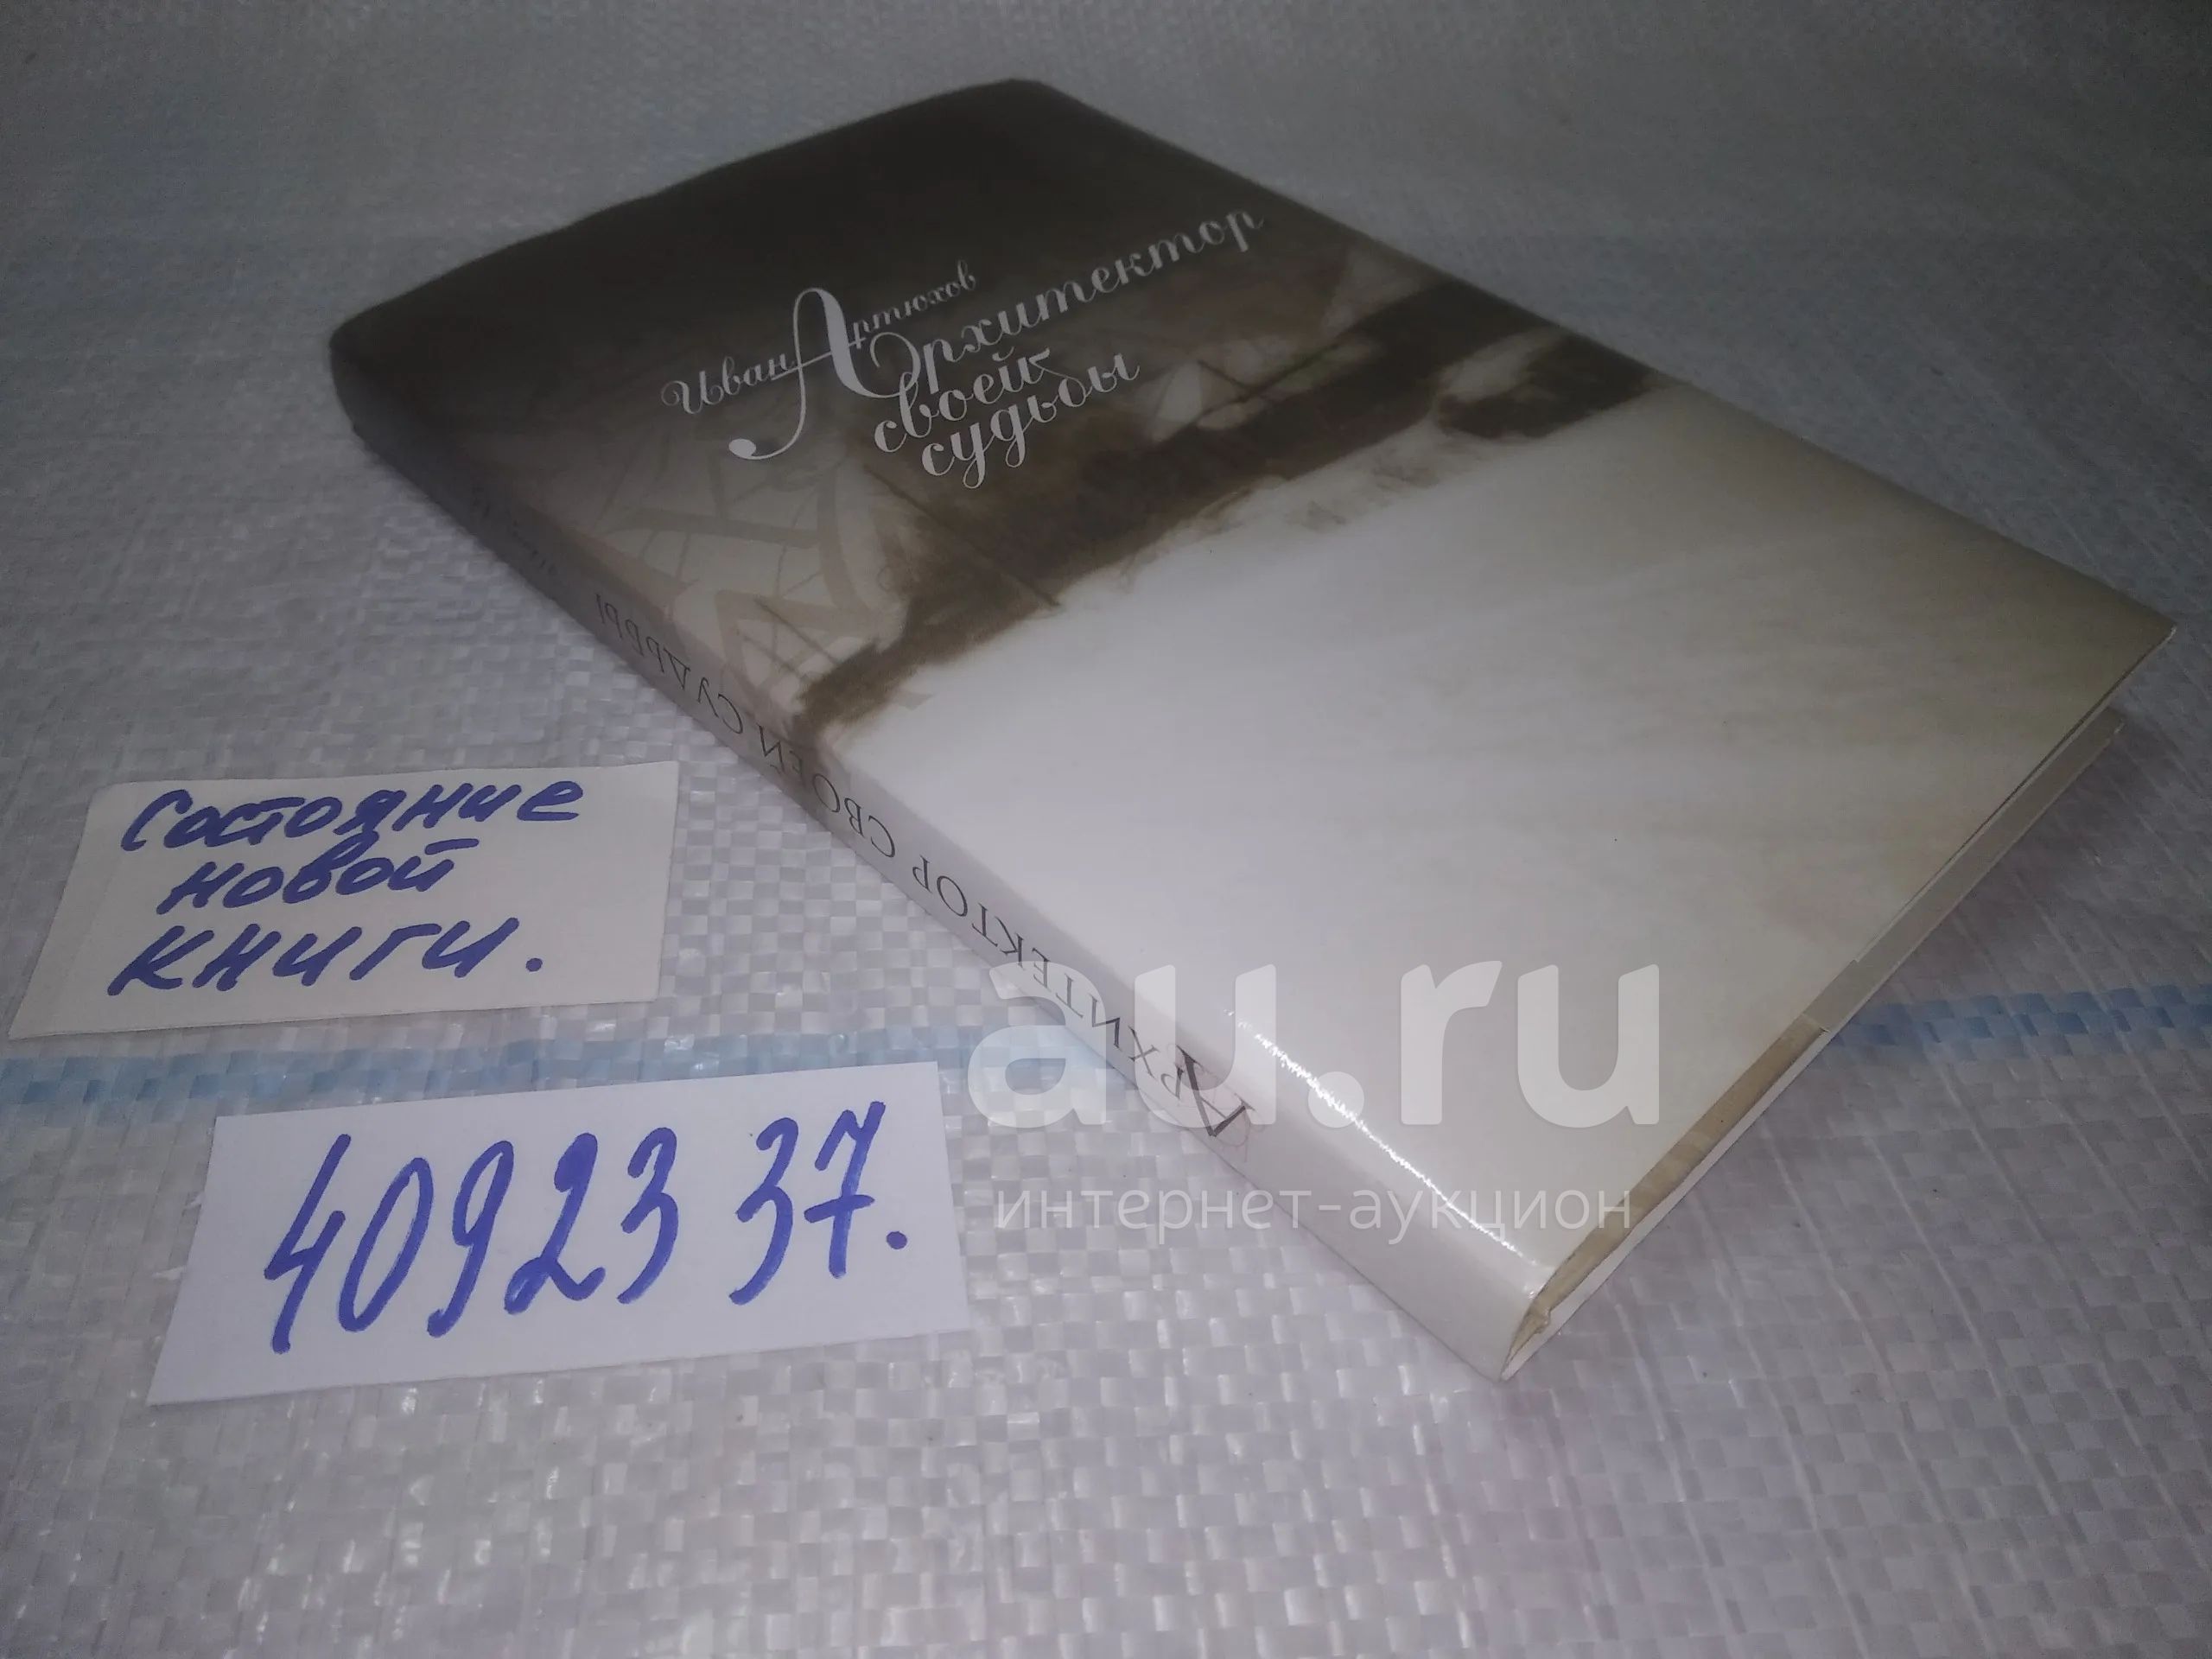 Иван Артюхов
Архитектор
своей
судьбы
АРХИТЕКТОР СВОЕЙ СУДЬБЫ
Состояние
новой
книги.
4092337.
au.ru
интернет-аукцион